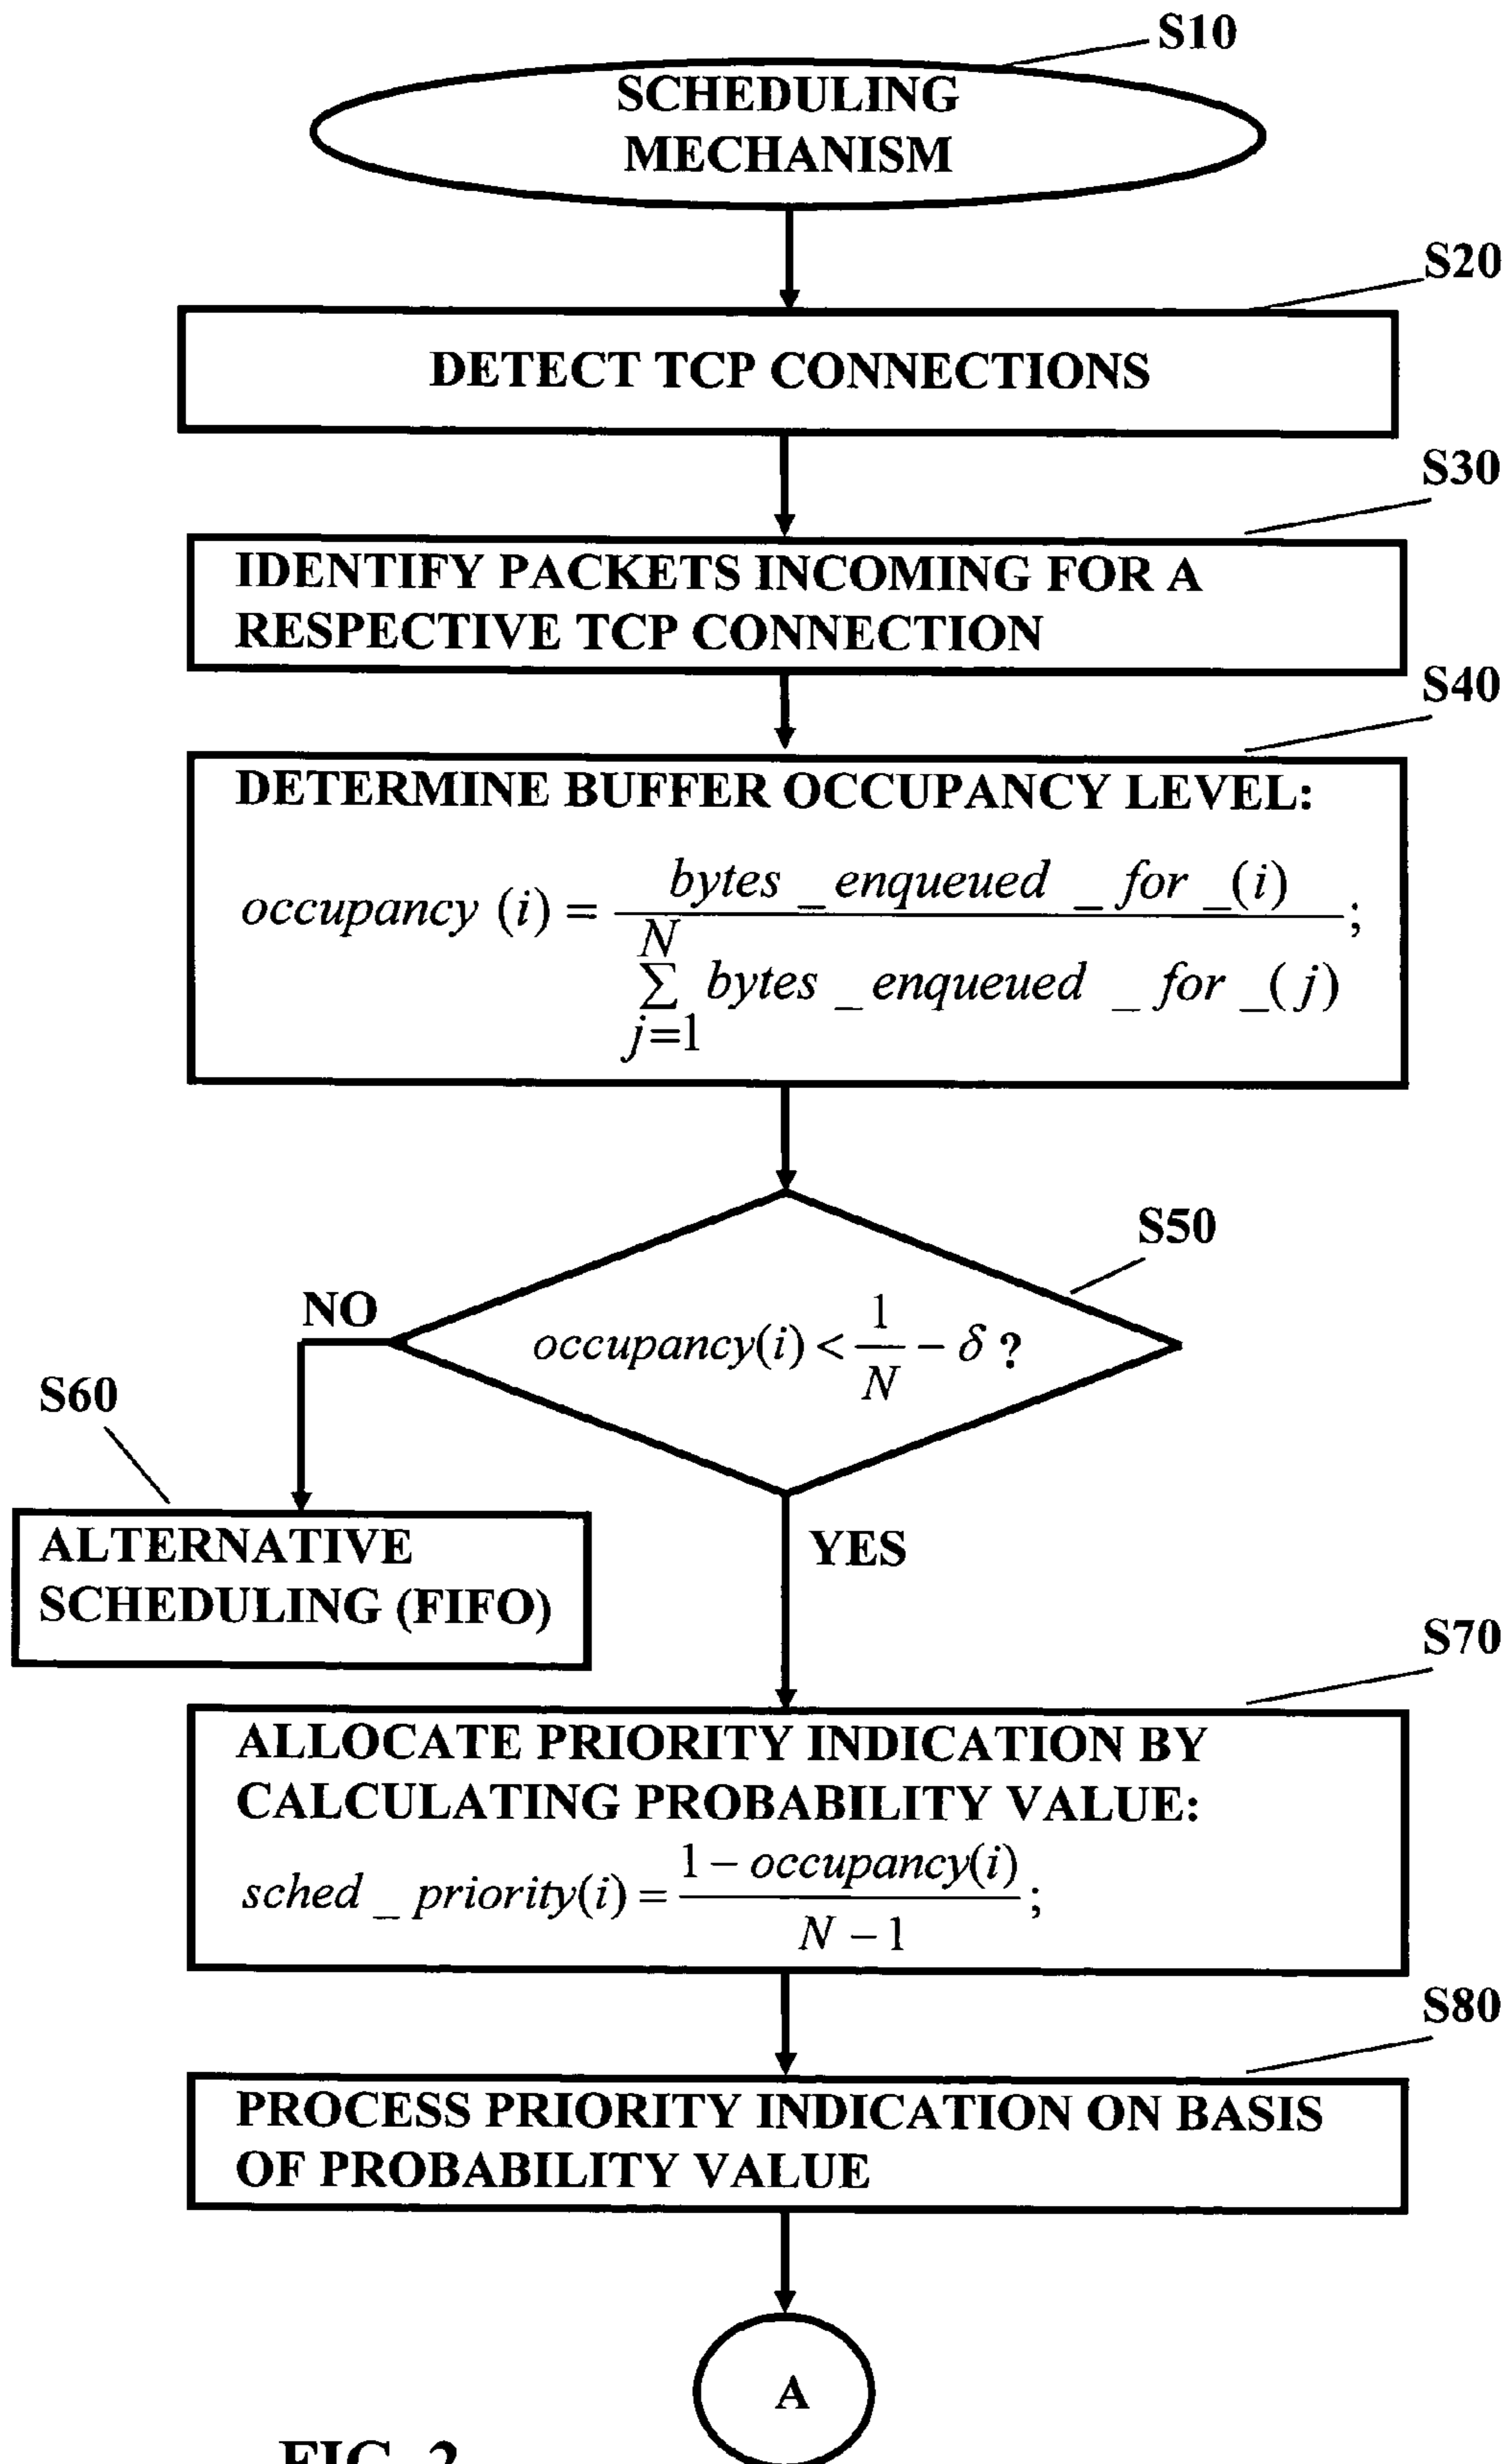 S10
SCHEDULING
MECHANISM
S20
DETECT TCP CONNECTIONS
S30
IDENTIFY PACKETS INCOMING FOR A
RESPECTIVE TCP CONNECTION
S40
DETERMINE BUFFER OCCUPANCY LEVEL:
occupancy (i) = bytes _ enqueued _ for _(i) ;
N
Σ bytes _ enqueued _ for _( j)
j=1
S50
NO
occupancy(i) < 1/N − δ ?
S60
ALTERNATIVE
SCHEDULING (FIFO)
YES
S70
ALLOCATE PRIORITY INDICATION BY
CALCULATING PROBABILITY VALUE:
sched _ priority(i) = 1 − occupancy(i) ;
N − 1
S80
PROCESS PRIORITY INDICATION ON BASIS
OF PROBABILITY VALUE
A
FIG. 2